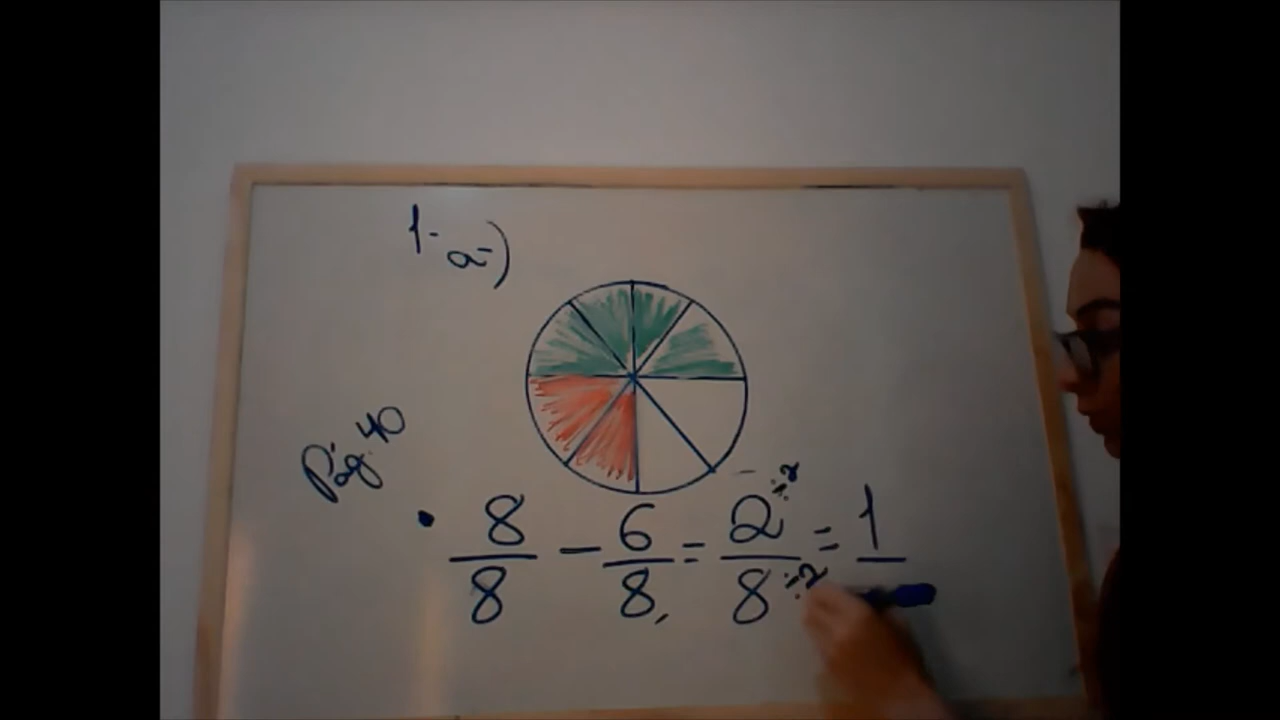 1-
a-)
Pág. 40
• 8/8 - 6/8 = 2÷2/8÷2 = 1/